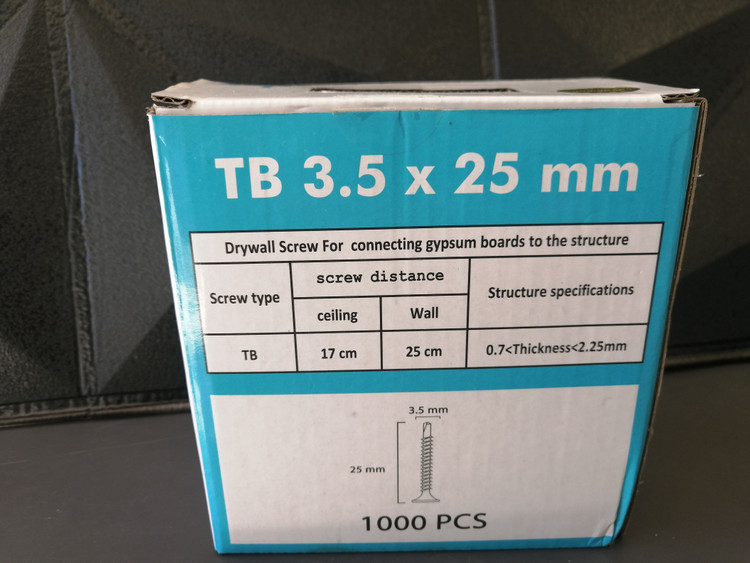 TB 3.5 x 25 mm
Drywall Screw For connecting gypsum boards to the structure
Screw type
screw distance
Structure specifications
ceiling
Wall
TB
17 cm
25 cm
0.7<Thickness<2.25mm
3.5 mm
25 mm
1000 PCS